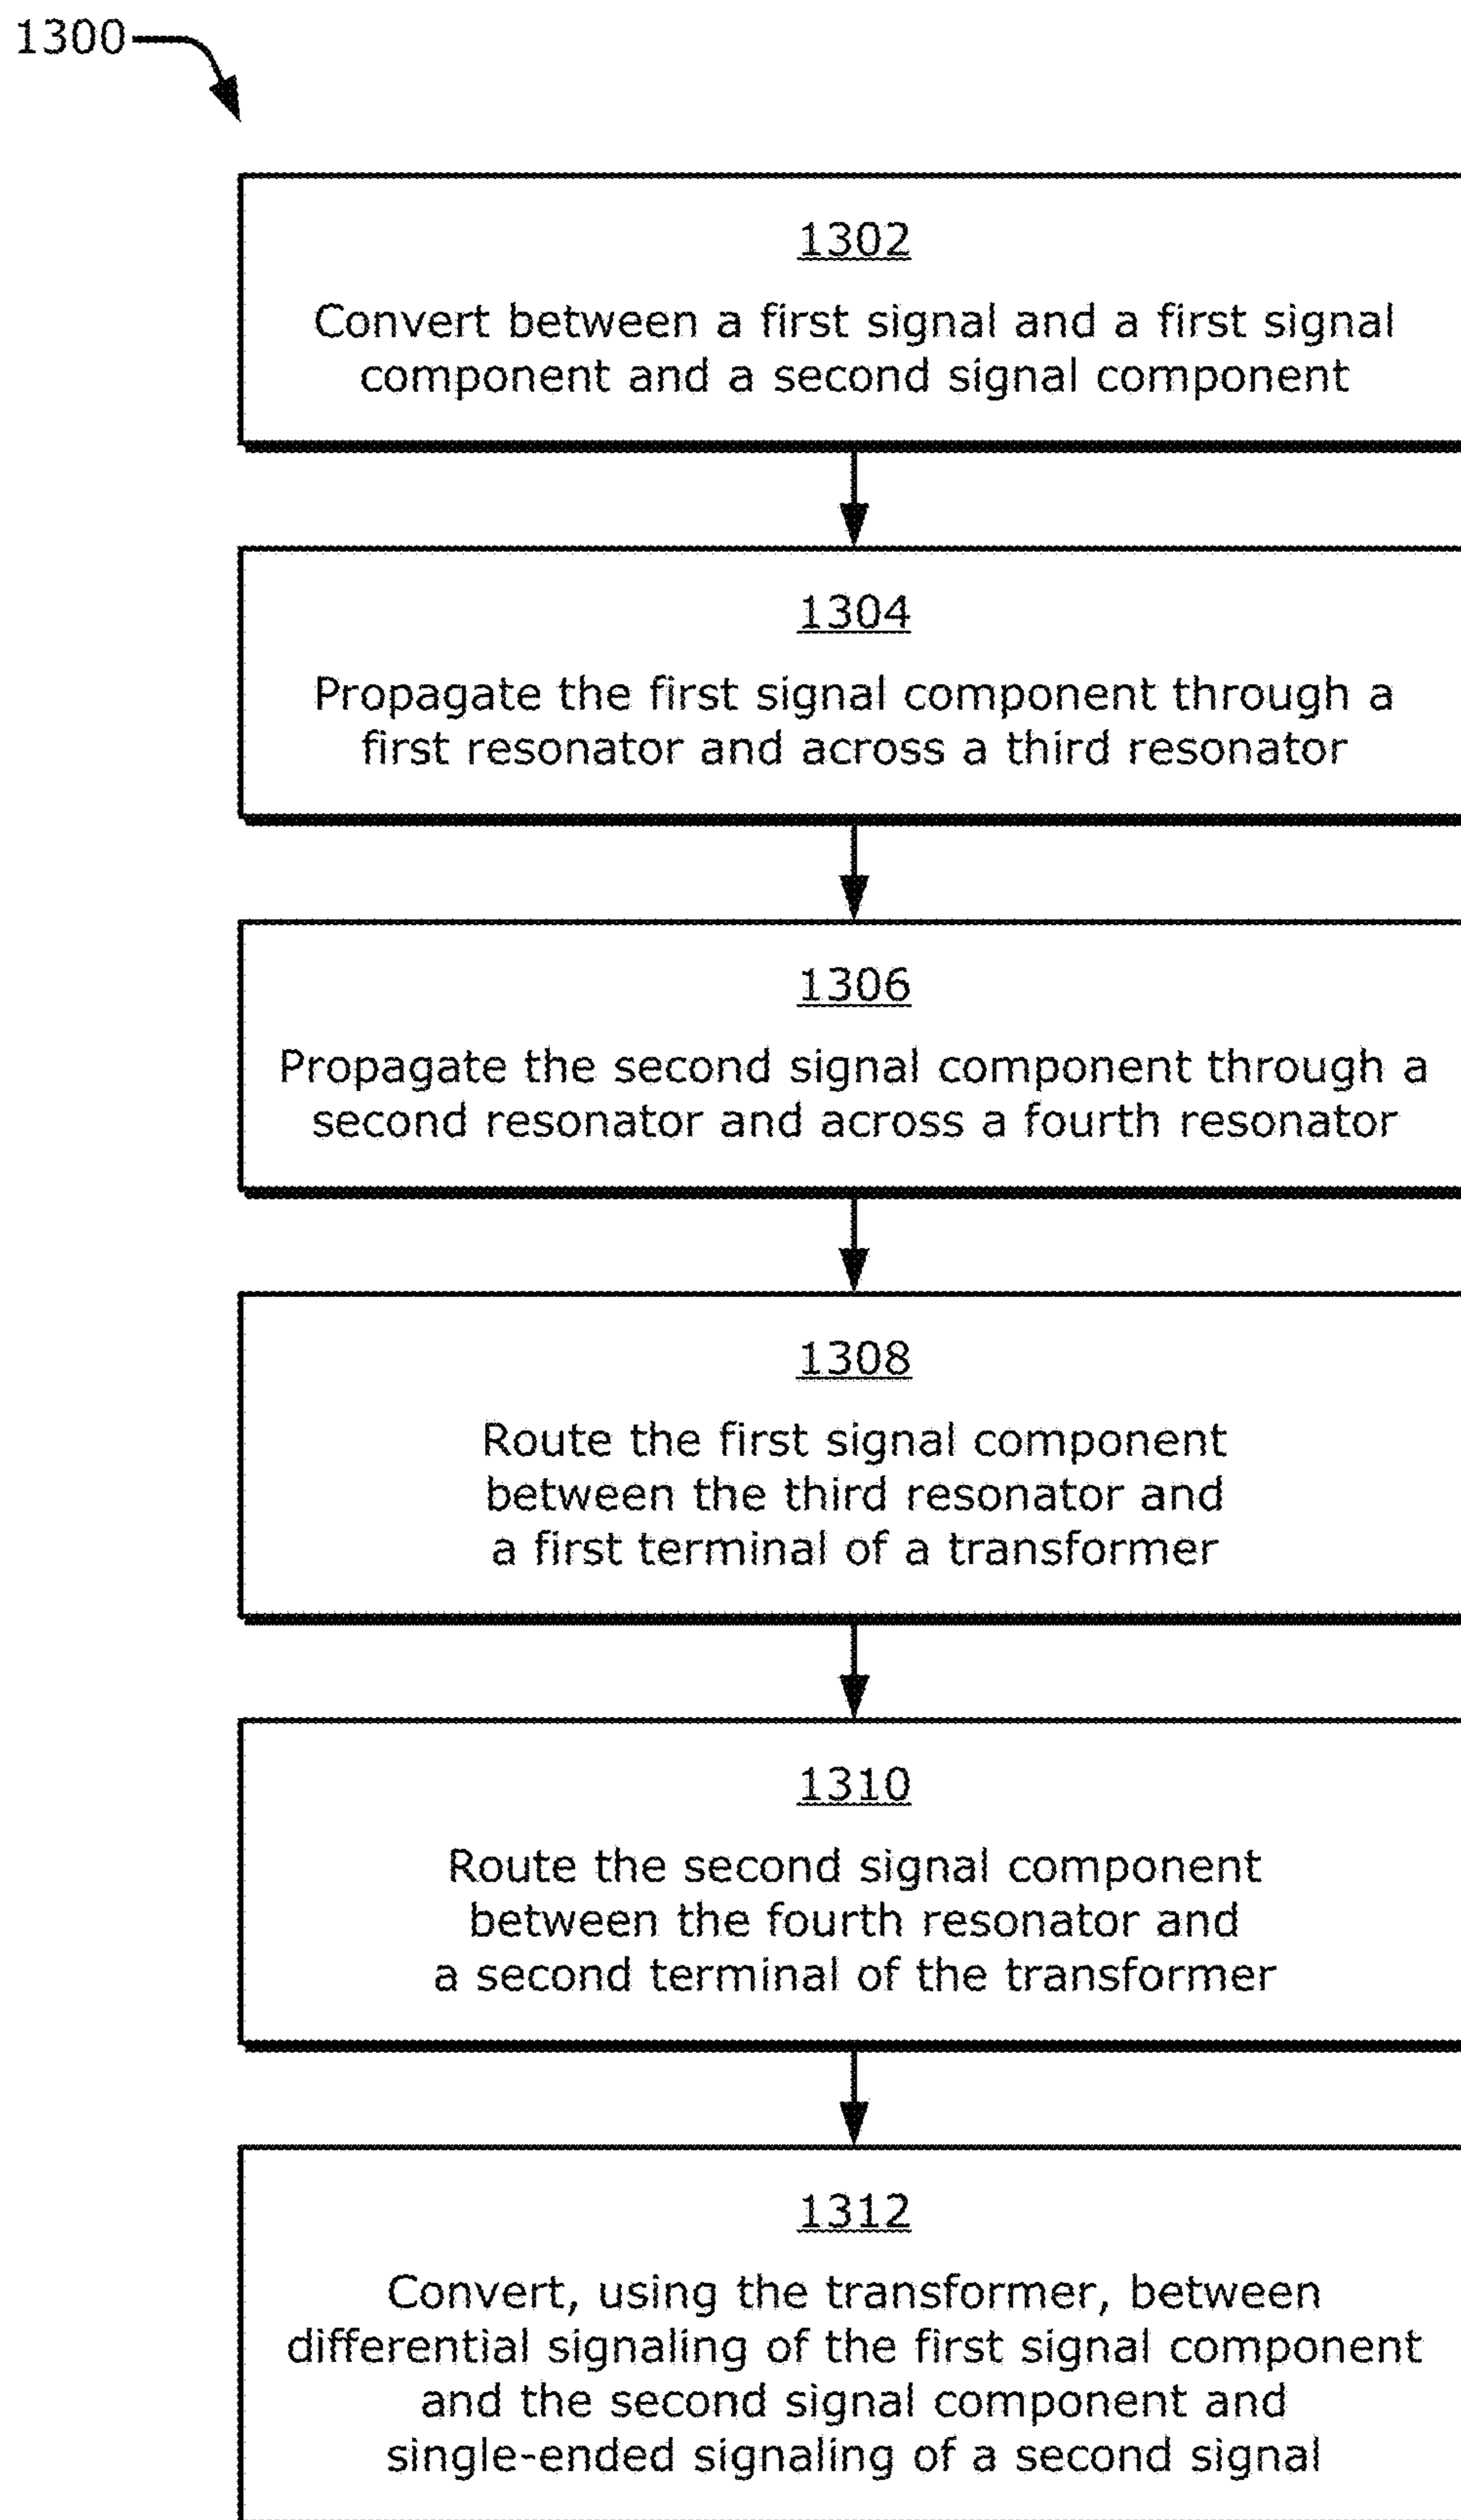 1300
1302
Convert between a first signal and a first signal
component and a second signal component
1304
Propagate the first signal component through a
first resonator and across a third resonator
1306
Propagate the second signal component through a
second resonator and across a fourth resonator
1308
Route the first signal component
between the third resonator and
a first terminal of a transformer
1310
Route the second signal component
between the fourth resonator and
a second terminal of the transformer
1312
Convert, using the transformer, between
differential signaling of the first signal component
and the second signal component and
single-ended signaling of a second signal